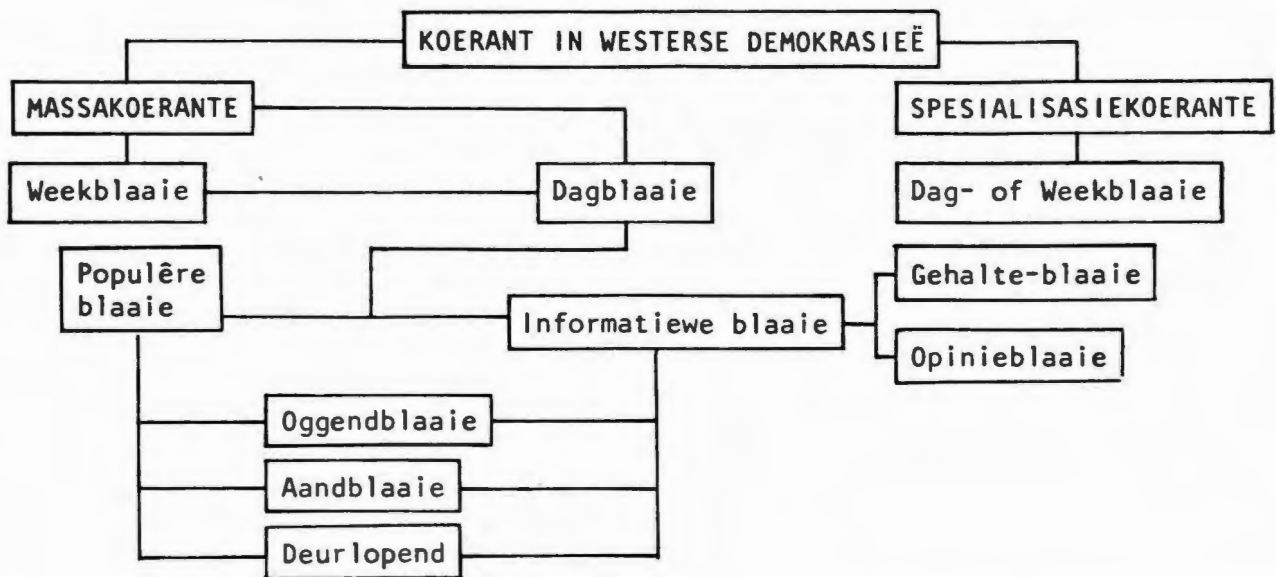 KOERANT IN WESTERSE DEMOKRASIEË
MASSAKOERANTE
SPESIALISASIEKOERANTE
Weekblaaie
Dagblaaie
Dag- of Weekblaaie
Populêre
blaaie
Gehalte-blaaie
Informatiewe blaaie
Opinieblaaie
Oggendblaaie
Aandblaaie
Deurlopend